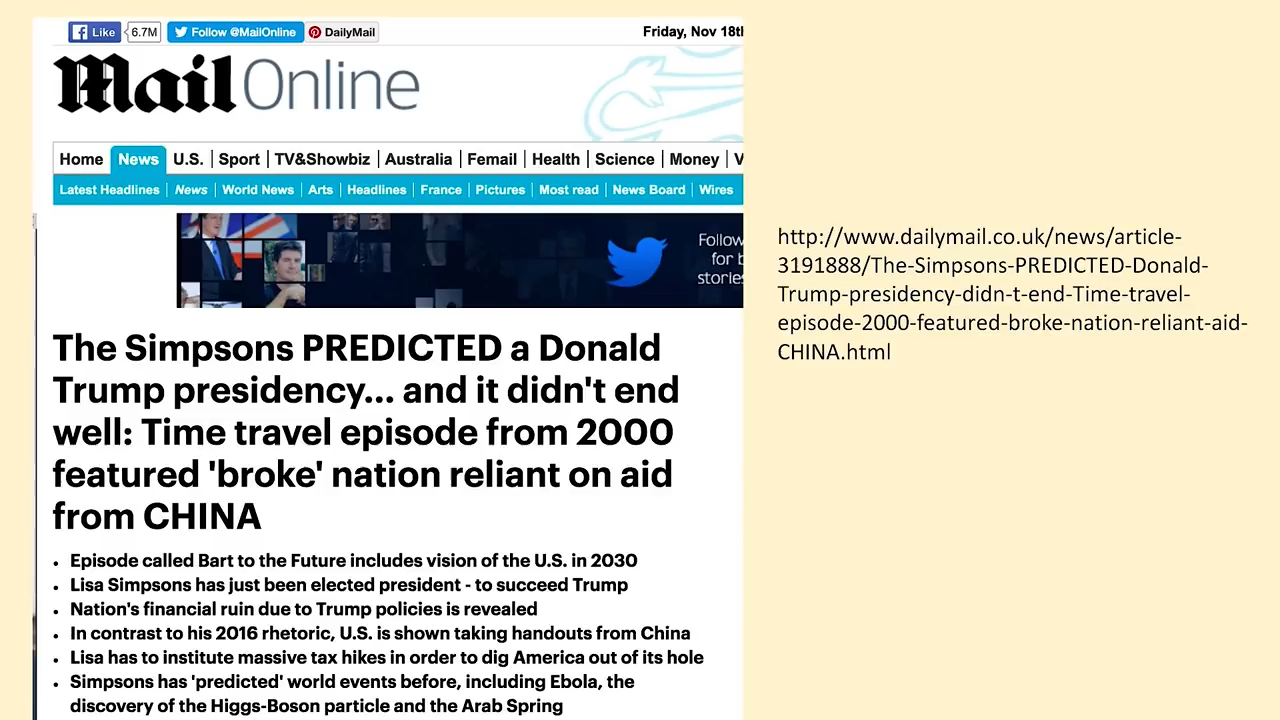 Like 6.7M Follow @MailOnline DailyMail Friday, Nov 18th
Mail Online
Home News U.S. Sport TV&Showbiz Australia Femail Health Science Money
Latest Headlines News World News Arts Headlines France Pictures Most read News Board Wires
Follow
for
stories
The Simpsons PREDICTED a Donald
Trump presidency... and it didn't end
well: Time travel episode from 2000
featured 'broke' nation reliant on aid
from CHINA
• Episode called Bart to the Future includes vision of the U.S. in 2030
• Lisa Simpsons has just been elected president - to succeed Trump
• Nation's financial ruin due to Trump policies is revealed
• In contrast to his 2016 rhetoric, U.S. is shown taking handouts from China
• Lisa has to institute massive tax hikes in order to dig America out of its hole
• Simpsons has 'predicted' world events before, including Ebola, the
discovery of the Higgs-Boson particle and the Arab Spring
http://www.dailymail.co.uk/news/article-
3191888/The-Simpsons-PREDICTED-Donald-
Trump-presidency-didn-t-end-Time-travel-
episode-2000-featured-broke-nation-reliant-aid-
CHINA.html